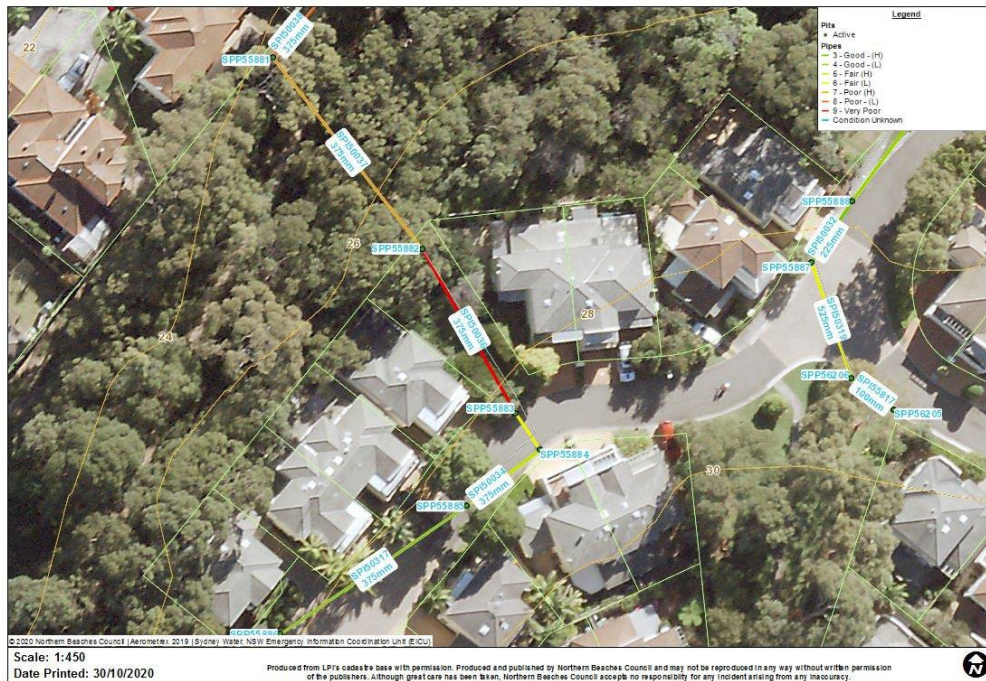 Legend
Pits
Active
Pipes
3 - Good - (H)
4 - Good - (L)
5 - Fair (H)
6 - Fair (L)
7 - Poor (H)
8 - Poor - (L)
9 - Very Poor
Condition Unknown
22
SPI50038
375mm
SPP55881
SPI50037
375mm
SPP55888
26
SPP55882
SPI50032
225mm
SPP55887
28
24
SPI50036
375mm
SPI50319
525mm
SPP56206
SPI55817
100mm
SPP55883
SPP56205
SPP55884
30
SPI50034
375mm
SPP55885
SPI50317
375mm
SPP55886
© 2020 Northern Beaches Council | Aerometrex 2019 | Sydney Water, NSW Emergency Information Coordination Unit (EICU)
Scale: 1:450
Date Printed: 30/10/2020
Produced from LPI's cadastre base with permission. Produced and published by Northern Beaches Council and may not be reproduced in any way without written permission
of the publishers. Although great care has been taken, Northern Beaches Council accepts no responsibility for any incident arising from any inaccuracy.
N